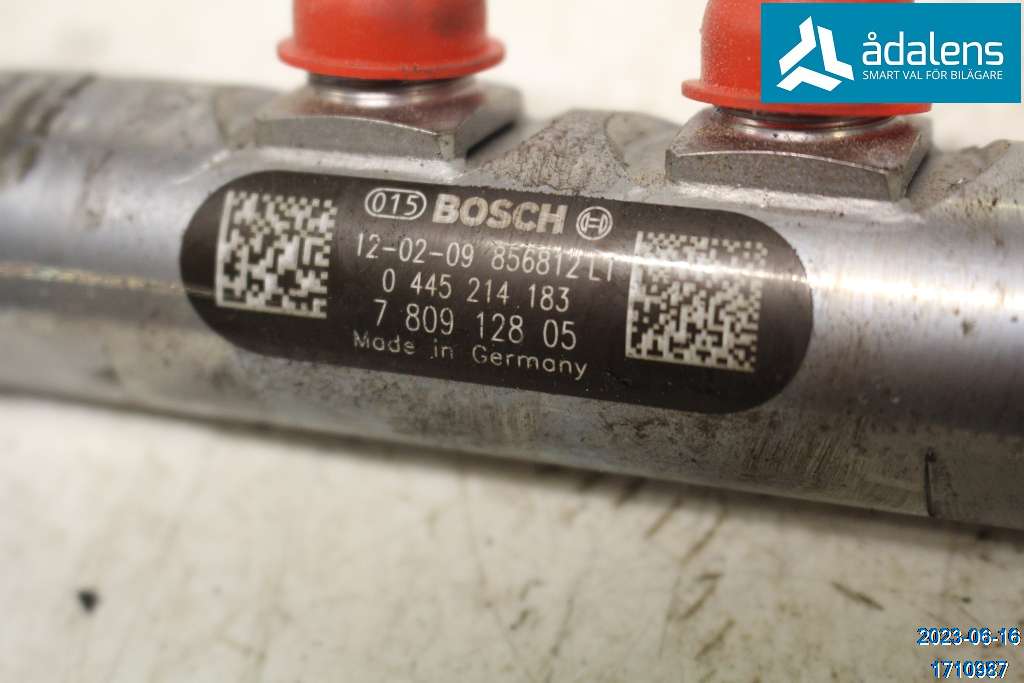 ådalens
SMART VAL FÖR BILÄGARE
015 BOSCH
12-02-09 856812 L1
0 445 214 183
7 809 128 05
Made in Germany
2023-06-16
1710987